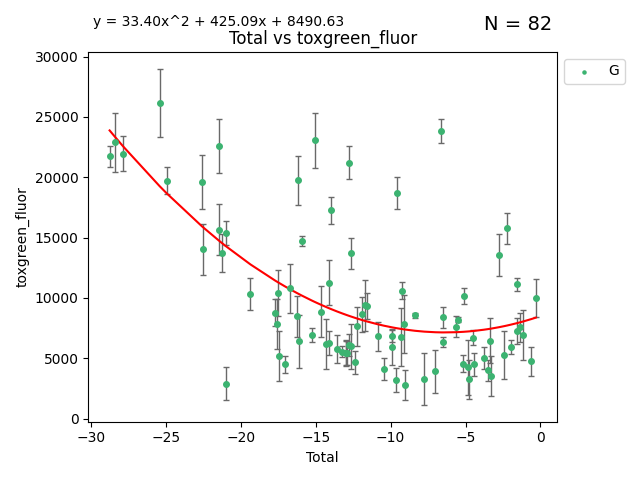 y = 33.40x^2 + 425.09x + 8490.63
N = 82
Total vs toxgreen_fluor
G
toxgreen_fluor
30000
25000
20000
15000
10000
5000
0
−30
−25
−20
−15
−10
−5
0
Total